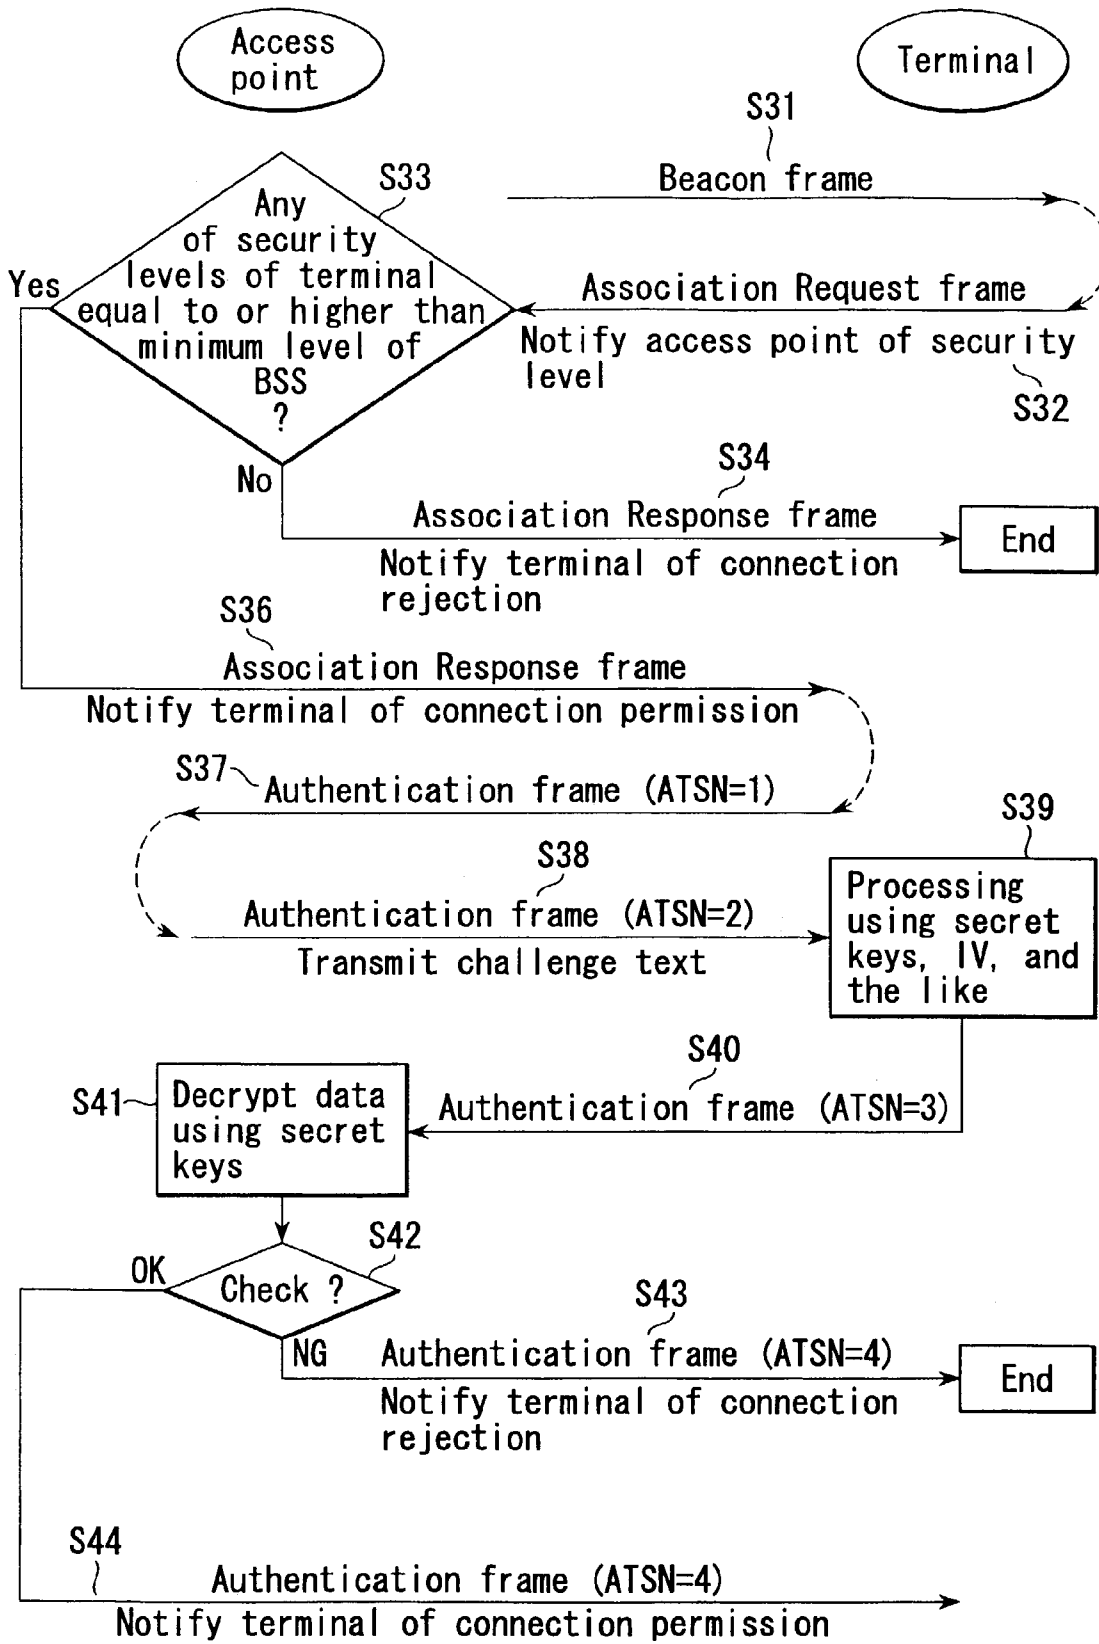 Access
point
Terminal
S31
Beacon frame
S33
Any
of security
levels of terminal
equal to or higher than
minimum level of
BSS
?
Yes
Association Request frame
Notify access point of security
level
S32
No
S34
Association Response frame
Notify terminal of connection
rejection
End
S36
Association Response frame
Notify terminal of connection permission
S37
Authentication frame (ATSN=1)
S38
Authentication frame (ATSN=2)
Transmit challenge text
S39
Processing
using secret
keys, IV, and
the like
S40
Authentication frame (ATSN=3)
S41
Decrypt data
using secret
keys
S42
OK
Check ?
S43
NG
Authentication frame (ATSN=4)
Notify terminal of connection
rejection
End
S44
Authentication frame (ATSN=4)
Notify terminal of connection permission